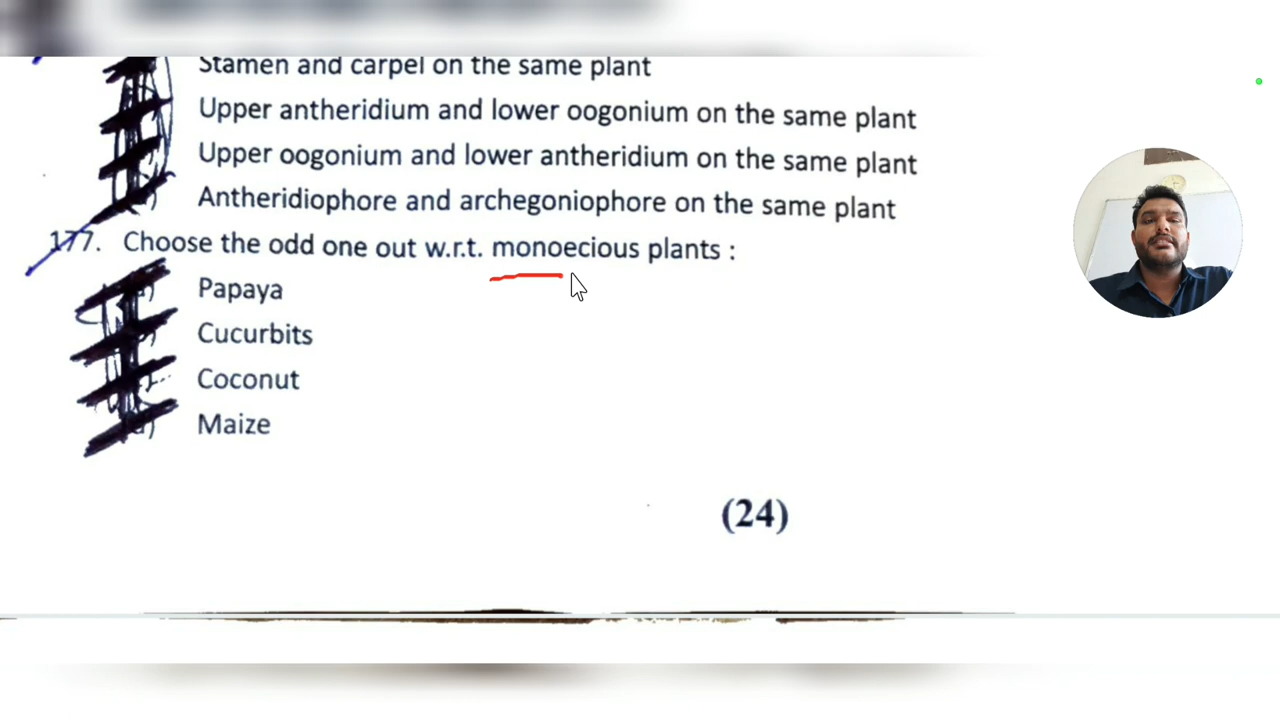 Stamen and carpel on the same plant
Upper antheridium and lower oogonium on the same plant
Upper oogonium and lower antheridium on the same plant
Antheridiophore and archegoniophore on the same plant
177. Choose the odd one out w.r.t. monoecious plants :
Papaya
Cucurbits
Coconut
Maize
(24)